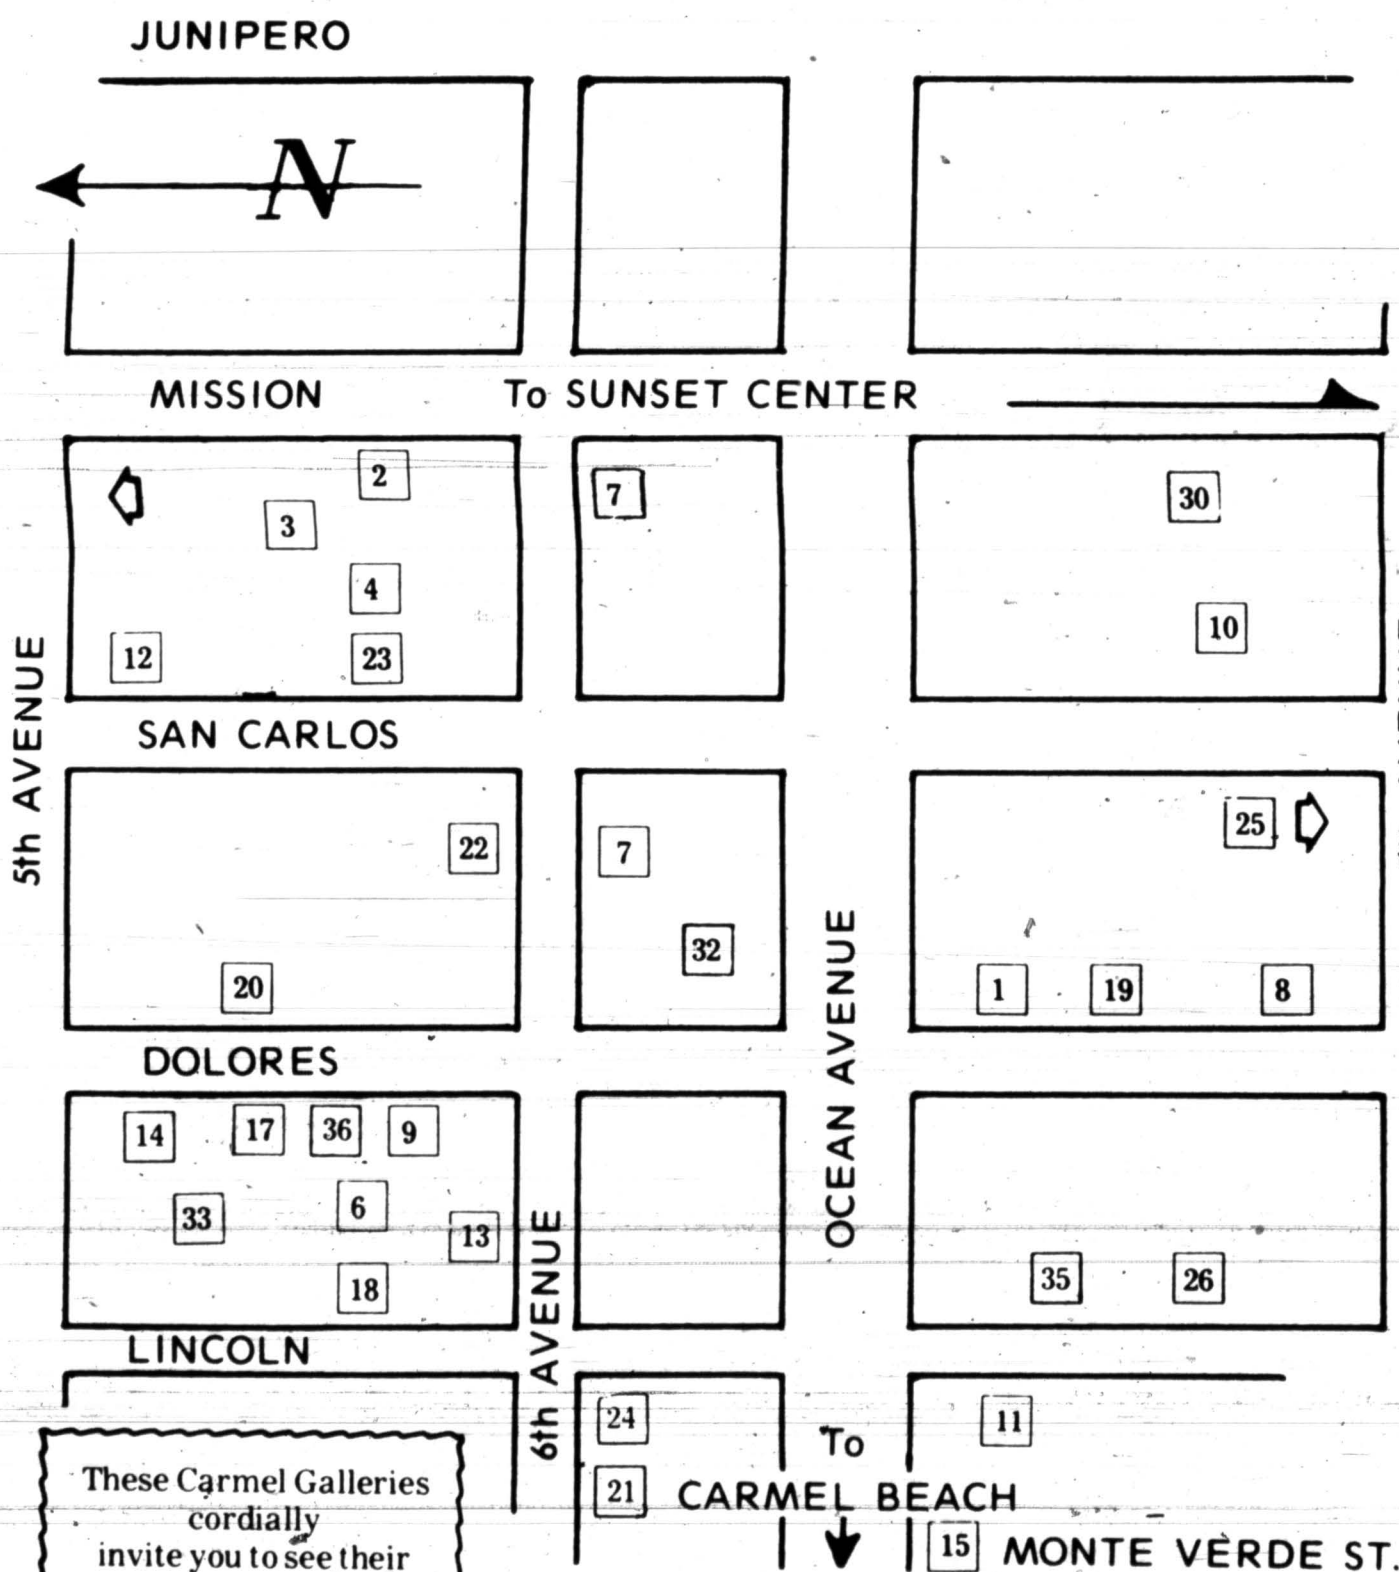 JUNIPERO
N
MISSION To SUNSET CENTER
2
7
30
3
4
10
12
23
5th AVENUE
SAN CARLOS
25
22
7
32
20
1
19
8
OCEAN AVENUE
DOLORES
14
17
36
9
33
6
13
18
35
26
6th AVENUE
LINCOLN
24
11
To
21
CARMEL BEACH
15
MONTE VERDE ST.
These Carmel Galleries
cordially
invite you to see their